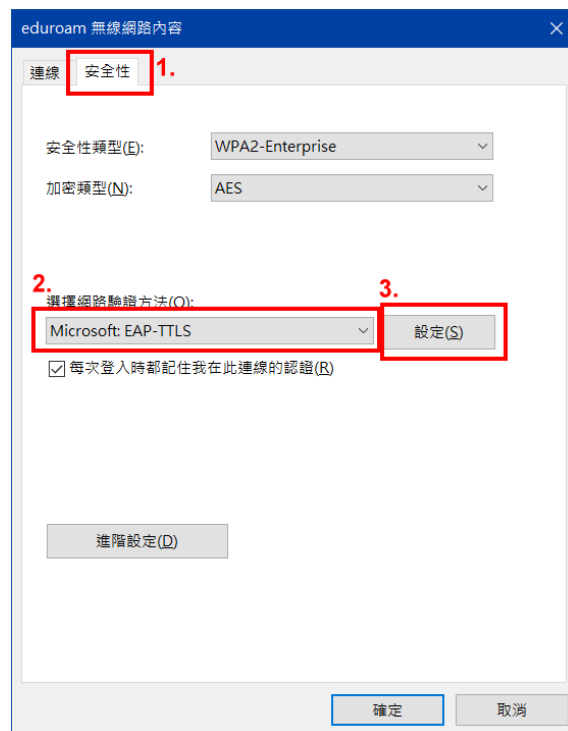 eduroam 無線網路內容
連線 安全性 1.
安全性類型(E): WPA2-Enterprise
加密類型(N): AES
2. 3.
選擇網路驗證方法(O):
Microsoft: EAP-TTLS 設定(S)
每次登入時都記住我在此連線的認證(R)
進階設定(D)
確定 取消